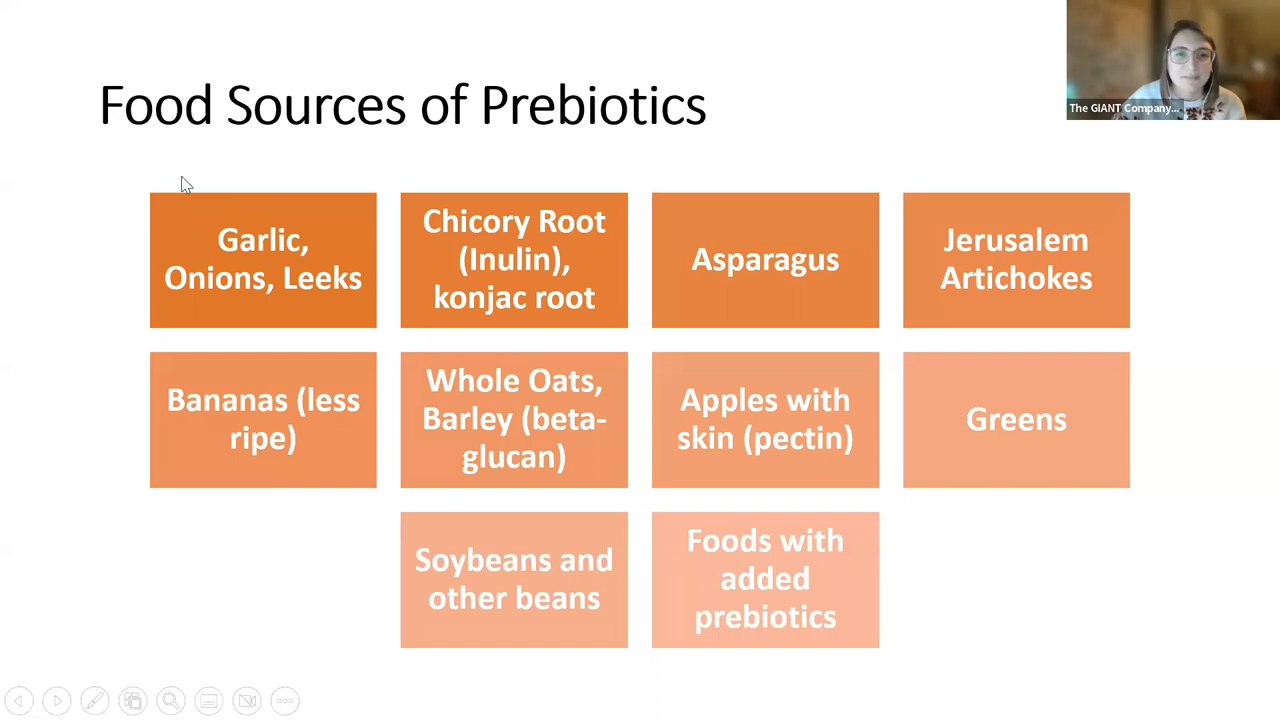 Food Sources of Prebiotics
The GIANT Company...
Garlic,
Onions, Leeks
Chicory Root
(Inulin),
konjac root
Asparagus
Jerusalem
Artichokes
Bananas (less
ripe)
Whole Oats,
Barley (beta-
glucan)
Apples with
skin (pectin)
Greens
Soybeans and
other beans
Foods with
added
prebiotics